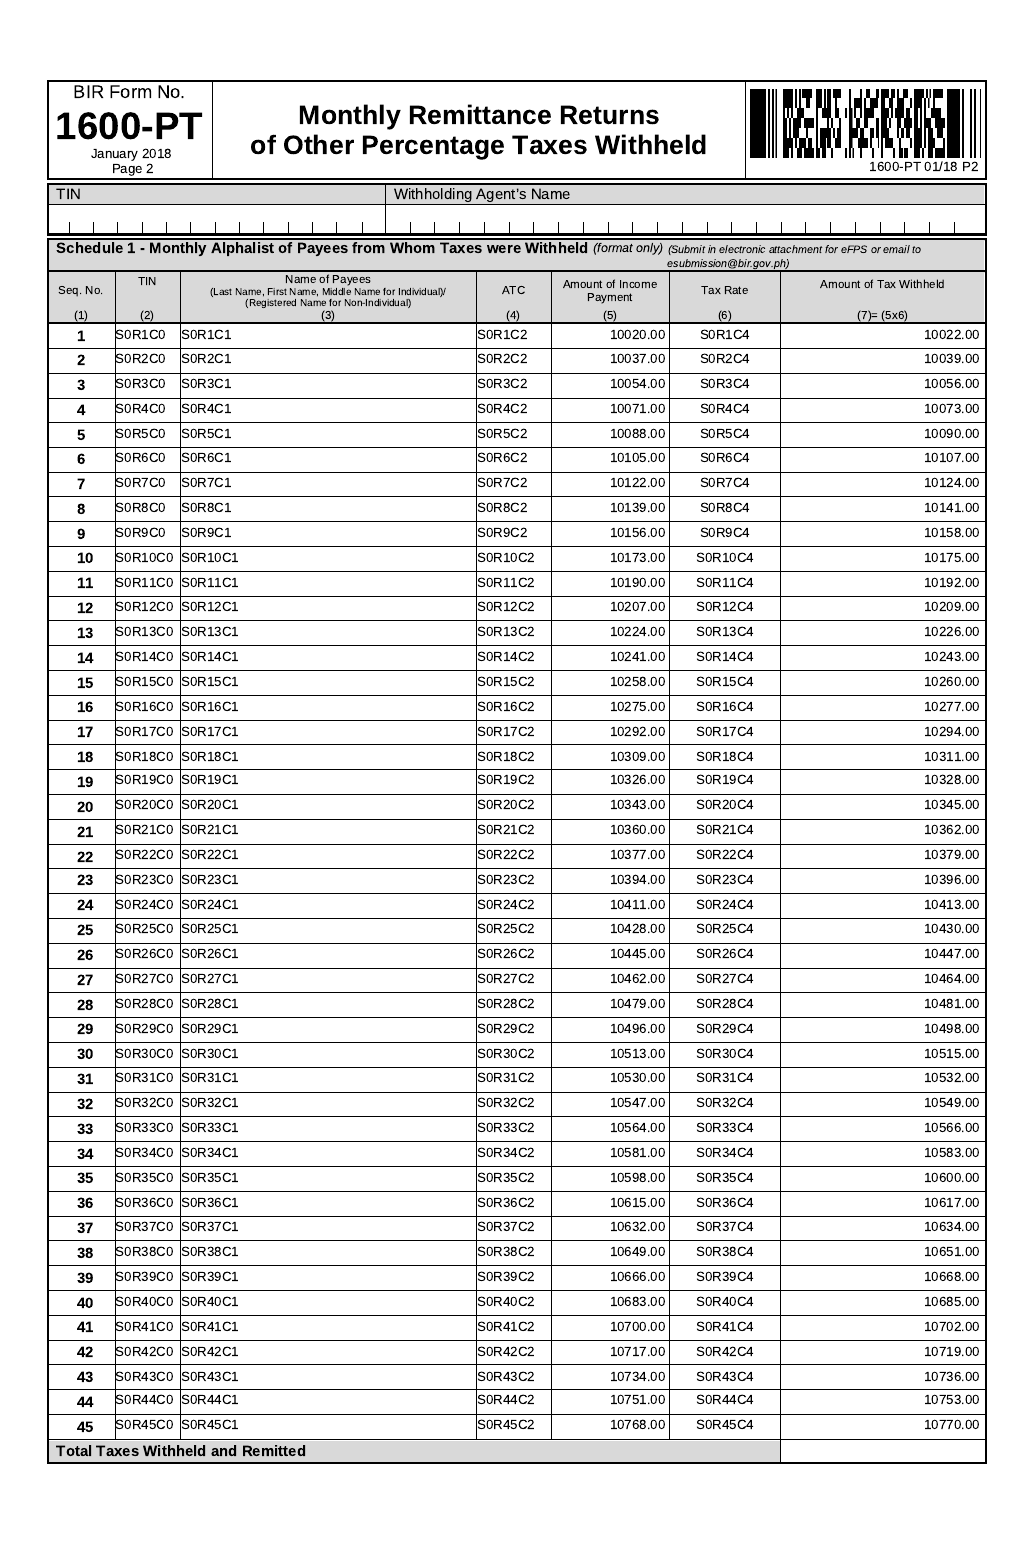 BIR Form No.
1600-PT
January 2018
Page 2
Monthly Remittance Returns
of Other Percentage Taxes Withheld
1600-PT 01/18 P2
TIN Withholding Agent's Name
Schedule 1 - Monthly Alphalist of Payees from Whom Taxes were Withheld (format only) (Submit in electronic attachment for eFPS or email to
esubmission@bir.gov.ph)
Seq. No. (1)
TIN (2)
Name of Payees
(Last Name, First Name, Middle Name for Individual)/
(Registered Name for Non-Individual)
(3)
ATC (4)
Amount of Income
Payment
(5)
Tax Rate (6)
Amount of Tax Withheld
(7)= (5x6)
1 S0R1C0 S0R1C1 S0R1C2 10020.00 S0R1C4 10022.00
2 S0R2C0 S0R2C1 S0R2C2 10037.00 S0R2C4 10039.00
3 S0R3C0 S0R3C1 S0R3C2 10054.00 S0R3C4 10056.00
4 S0R4C0 S0R4C1 S0R4C2 10071.00 S0R4C4 10073.00
5 S0R5C0 S0R5C1 S0R5C2 10088.00 S0R5C4 10090.00
6 S0R6C0 S0R6C1 S0R6C2 10105.00 S0R6C4 10107.00
7 S0R7C0 S0R7C1 S0R7C2 10122.00 S0R7C4 10124.00
8 S0R8C0 S0R8C1 S0R8C2 10139.00 S0R8C4 10141.00
9 S0R9C0 S0R9C1 S0R9C2 10156.00 S0R9C4 10158.00
10 S0R10C0 S0R10C1 S0R10C2 10173.00 S0R10C4 10175.00
11 S0R11C0 S0R11C1 S0R11C2 10190.00 S0R11C4 10192.00
12 S0R12C0 S0R12C1 S0R12C2 10207.00 S0R12C4 10209.00
13 S0R13C0 S0R13C1 S0R13C2 10224.00 S0R13C4 10226.00
14 S0R14C0 S0R14C1 S0R14C2 10241.00 S0R14C4 10243.00
15 S0R15C0 S0R15C1 S0R15C2 10258.00 S0R15C4 10260.00
16 S0R16C0 S0R16C1 S0R16C2 10275.00 S0R16C4 10277.00
17 S0R17C0 S0R17C1 S0R17C2 10292.00 S0R17C4 10294.00
18 S0R18C0 S0R18C1 S0R18C2 10309.00 S0R18C4 10311.00
19 S0R19C0 S0R19C1 S0R19C2 10326.00 S0R19C4 10328.00
20 S0R20C0 S0R20C1 S0R20C2 10343.00 S0R20C4 10345.00
21 S0R21C0 S0R21C1 S0R21C2 10360.00 S0R21C4 10362.00
22 S0R22C0 S0R22C1 S0R22C2 10377.00 S0R22C4 10379.00
23 S0R23C0 S0R23C1 S0R23C2 10394.00 S0R23C4 10396.00
24 S0R24C0 S0R24C1 S0R24C2 10411.00 S0R24C4 10413.00
25 S0R25C0 S0R25C1 S0R25C2 10428.00 S0R25C4 10430.00
26 S0R26C0 S0R26C1 S0R26C2 10445.00 S0R26C4 10447.00
27 S0R27C0 S0R27C1 S0R27C2 10462.00 S0R27C4 10464.00
28 S0R28C0 S0R28C1 S0R28C2 10479.00 S0R28C4 10481.00
29 S0R29C0 S0R29C1 S0R29C2 10496.00 S0R29C4 10498.00
30 S0R30C0 S0R30C1 S0R30C2 10513.00 S0R30C4 10515.00
31 S0R31C0 S0R31C1 S0R31C2 10530.00 S0R31C4 10532.00
32 S0R32C0 S0R32C1 S0R32C2 10547.00 S0R32C4 10549.00
33 S0R33C0 S0R33C1 S0R33C2 10564.00 S0R33C4 10566.00
34 S0R34C0 S0R34C1 S0R34C2 10581.00 S0R34C4 10583.00
35 S0R35C0 S0R35C1 S0R35C2 10598.00 S0R35C4 10600.00
36 S0R36C0 S0R36C1 S0R36C2 10615.00 S0R36C4 10617.00
37 S0R37C0 S0R37C1 S0R37C2 10632.00 S0R37C4 10634.00
38 S0R38C0 S0R38C1 S0R38C2 10649.00 S0R38C4 10651.00
39 S0R39C0 S0R39C1 S0R39C2 10666.00 S0R39C4 10668.00
40 S0R40C0 S0R40C1 S0R40C2 10683.00 S0R40C4 10685.00
41 S0R41C0 S0R41C1 S0R41C2 10700.00 S0R41C4 10702.00
42 S0R42C0 S0R42C1 S0R42C2 10717.00 S0R42C4 10719.00
43 S0R43C0 S0R43C1 S0R43C2 10734.00 S0R43C4 10736.00
44 S0R44C0 S0R44C1 S0R44C2 10751.00 S0R44C4 10753.00
45 S0R45C0 S0R45C1 S0R45C2 10768.00 S0R45C4 10770.00
Total Taxes Withheld and Remitted